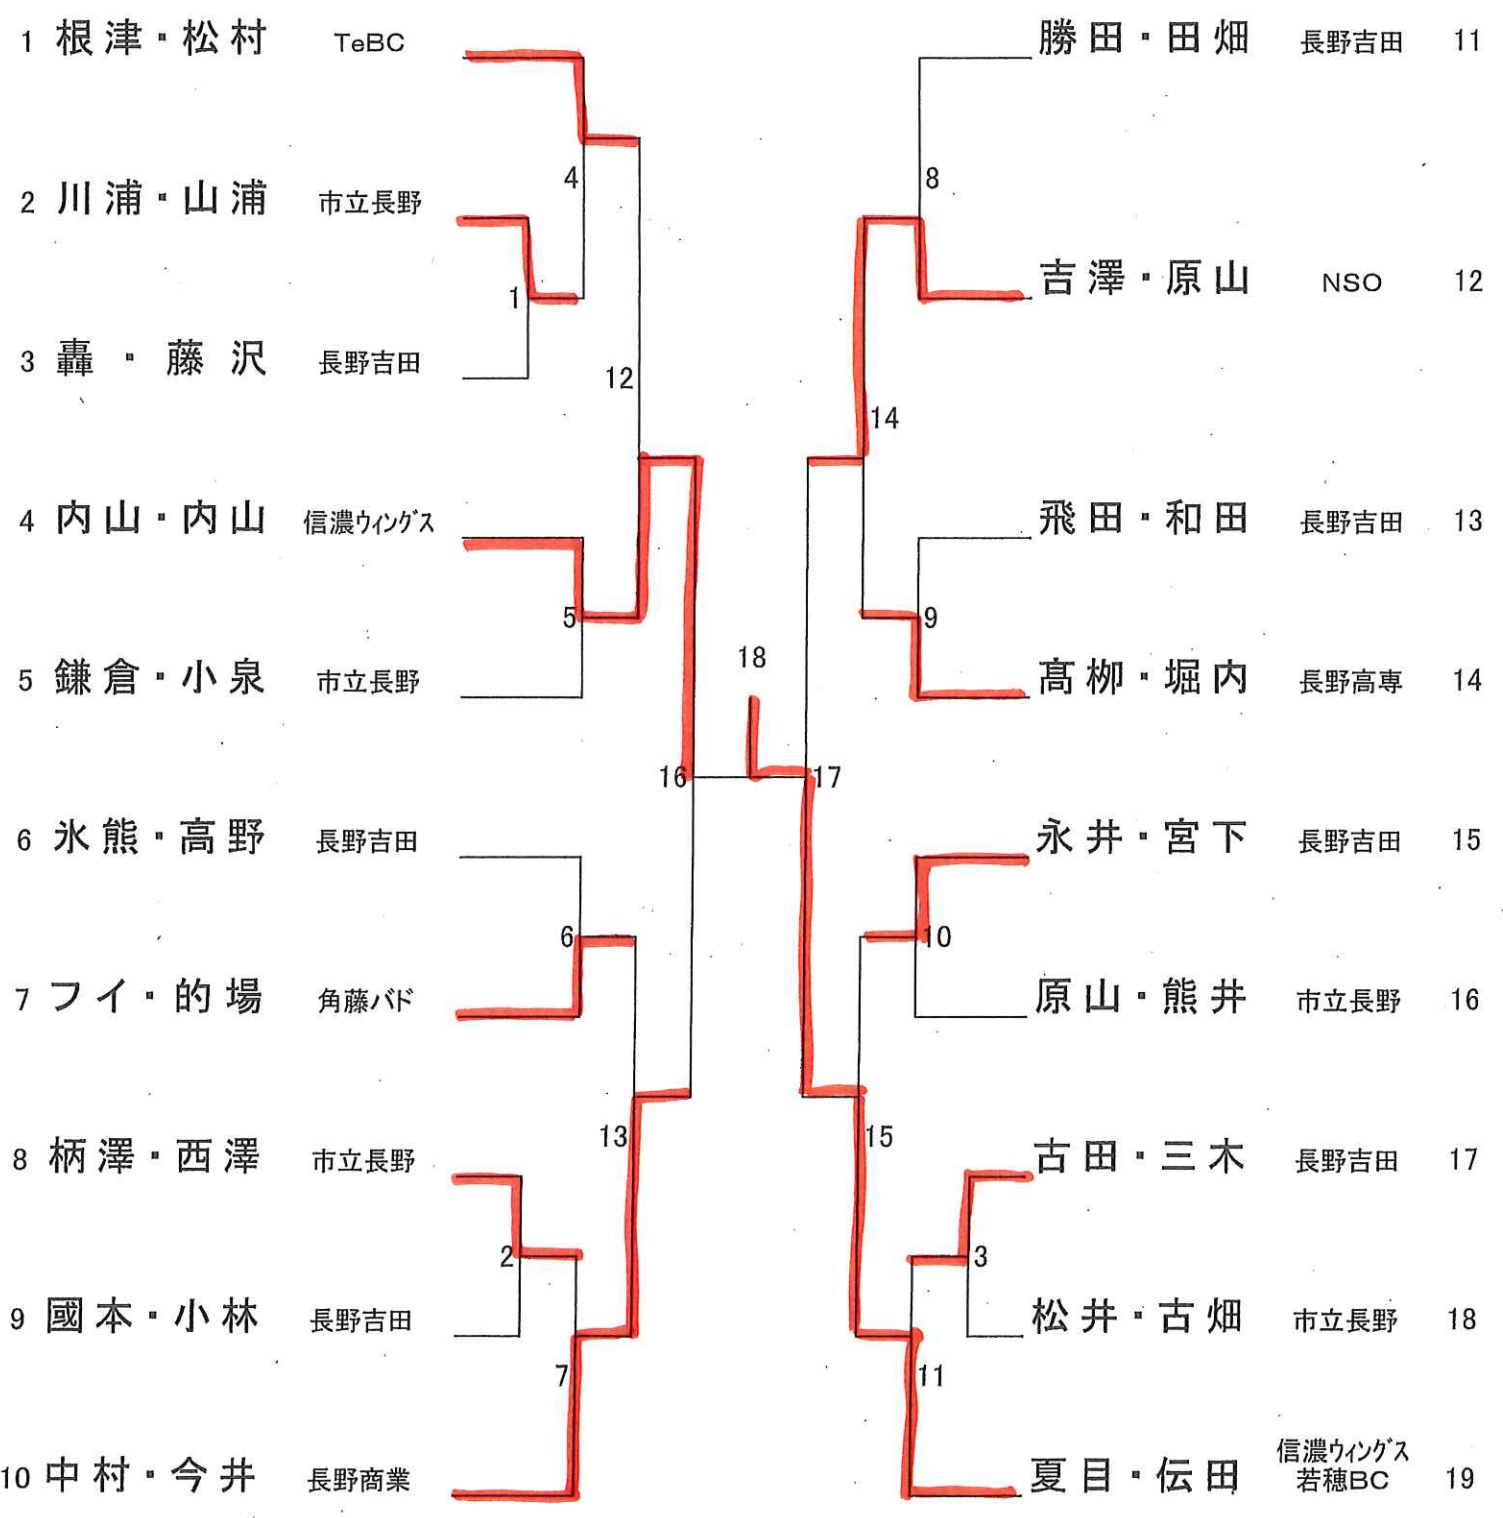 1 根津・松村 TeBC
2 川浦・山浦 市立長野
3 轟・藤沢 長野吉田
4 内山・内山 信濃ウィングス
5 鎌倉・小泉 市立長野
6 氷熊・高野 長野吉田
7 フイ・的場 角藤バド
8 柄澤・西澤 市立長野
9 國本・小林 長野吉田
10 中村・今井 長野商業
4
1
12
5
16
6
13
2
7
18
8
14
9
17
10
15
3
11
勝田・田畑 長野吉田 11
吉澤・原山 NSO 12
飛田・和田 長野吉田 13
髙栁・堀内 長野高専 14
永井・宮下 長野吉田 15
原山・熊井 市立長野 16
古田・三木 長野吉田 17
松井・古畑 市立長野 18
夏目・伝田 信濃ウィングス 19
若穂BC